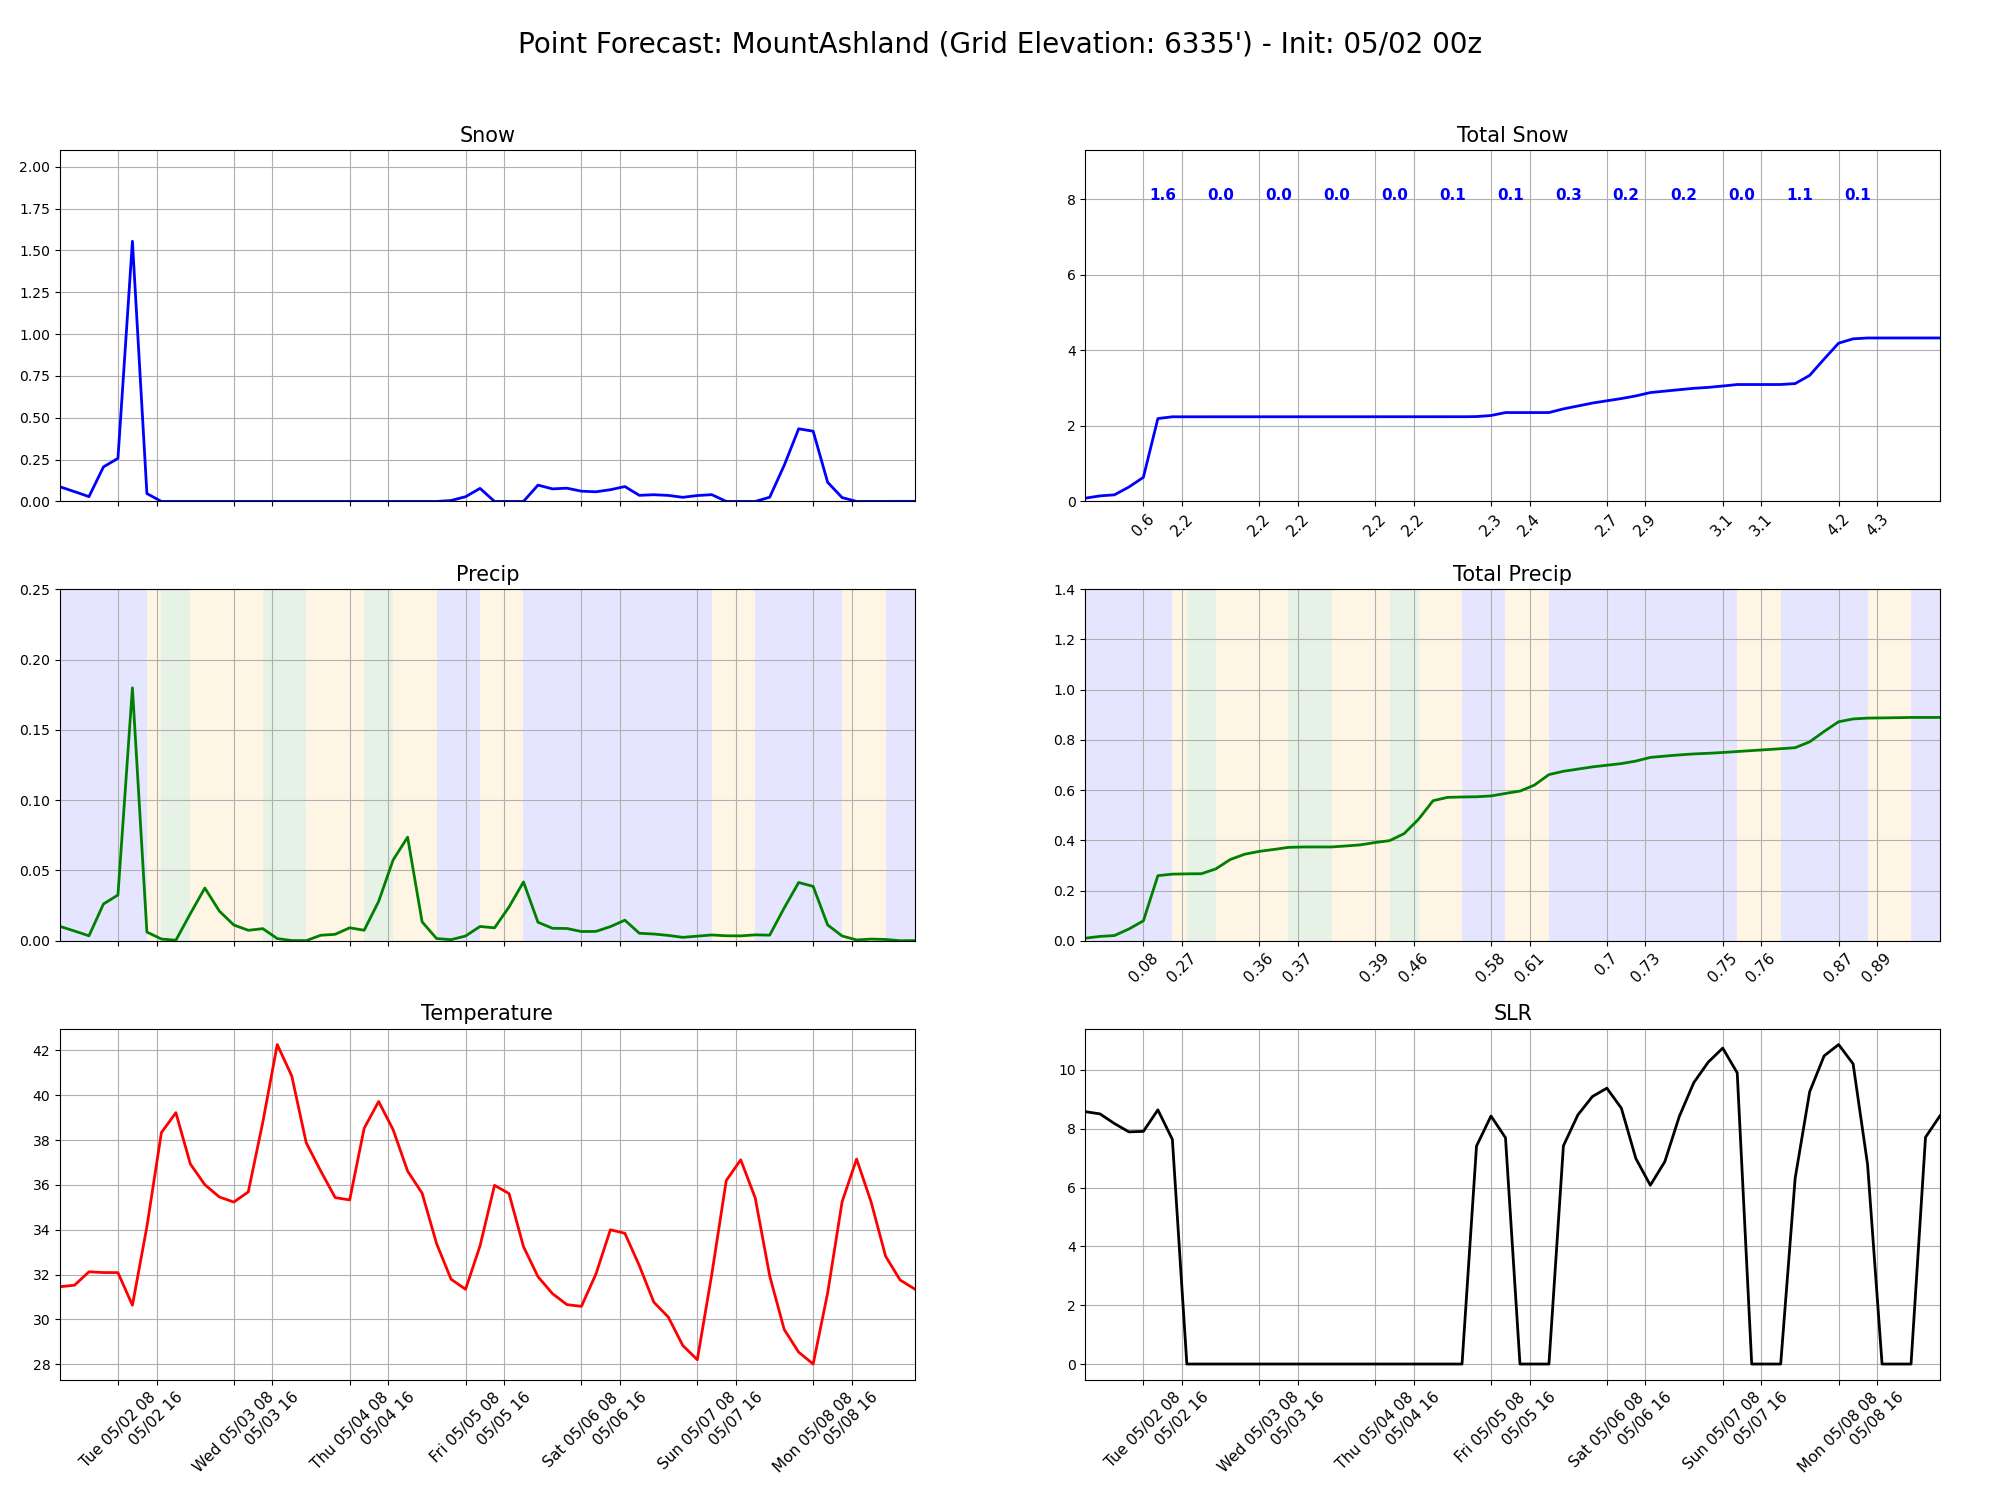 Point Forecast: MountAshland (Grid Elevation: 6335') - Init: 05/02 00z
Snow
2.00
1.75
1.50
1.25
1.00
0.75
0.50
0.25
0.00
Total Snow
8
6
4
2
0
1.6 0.0 0.0 0.0 0.0 0.1 0.1 0.3 0.2 0.2 0.0 1.1 0.1
0.6 2.2 2.2 2.2 2.2 2.2 2.3 2.4 2.7 2.9 3.1 3.1 4.2 4.3
Precip
0.25
0.20
0.15
0.10
0.05
0.00
Total Precip
1.4
1.2
1.0
0.8
0.6
0.4
0.2
0.0
0.08 0.27 0.36 0.37 0.39 0.46 0.58 0.61 0.7 0.73 0.75 0.76 0.87 0.89
Temperature
42
40
38
36
34
32
30
28
Tue 05/02 08
05/02 16
Wed 05/03 08
05/03 16
Thu 05/04 08
05/04 16
Fri 05/05 08
05/05 16
Sat 05/06 08
05/06 16
Sun 05/07 08
05/07 16
Mon 05/08 08
05/08 16
SLR
10
8
6
4
2
0
Tue 05/02 08
05/02 16
Wed 05/03 08
05/03 16
Thu 05/04 08
05/04 16
Fri 05/05 08
05/05 16
Sat 05/06 08
05/06 16
Sun 05/07 08
05/07 16
Mon 05/08 08
05/08 16